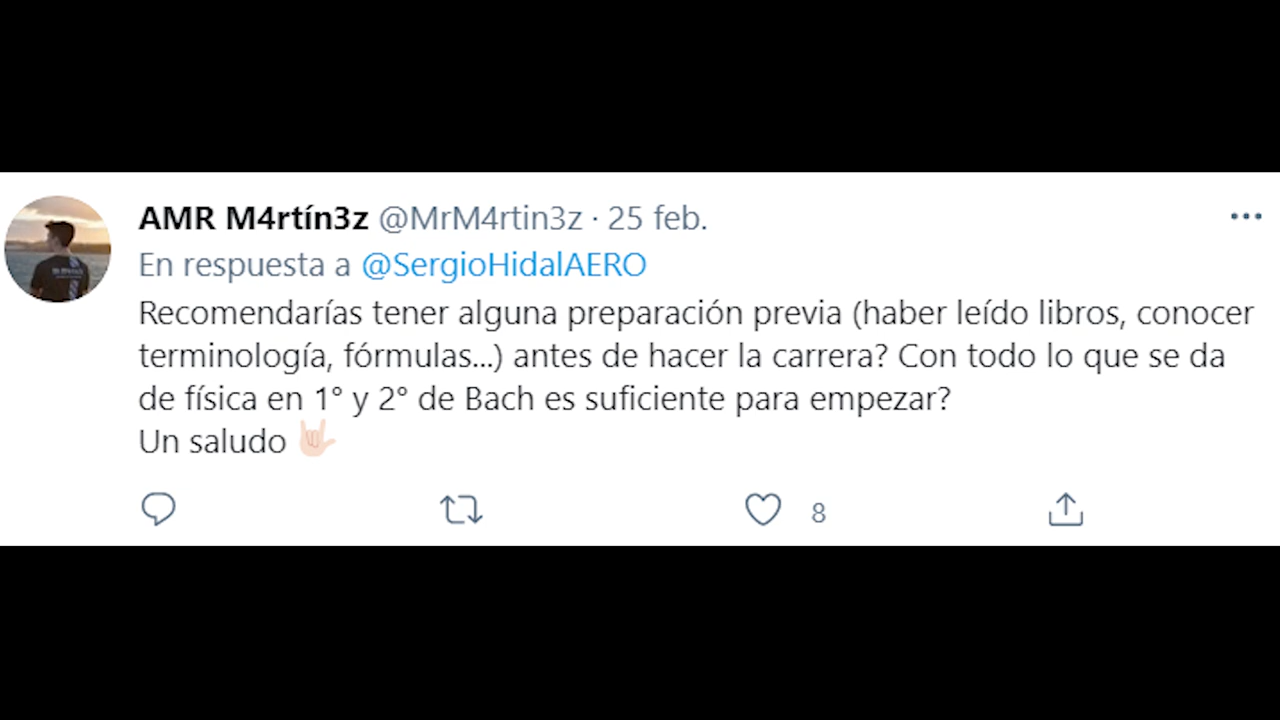 AMR M4rtín3z @MrM4rtin3z · 25 feb.
En respuesta a @SergioHidalAERO
Recomendarías tener alguna preparación previa (haber leído libros, conocer
terminología, fórmulas...) antes de hacer la carrera? Con todo lo que se da
de física en 1° y 2° de Bach es suficiente para empezar?
Un saludo 🤟🏻
8